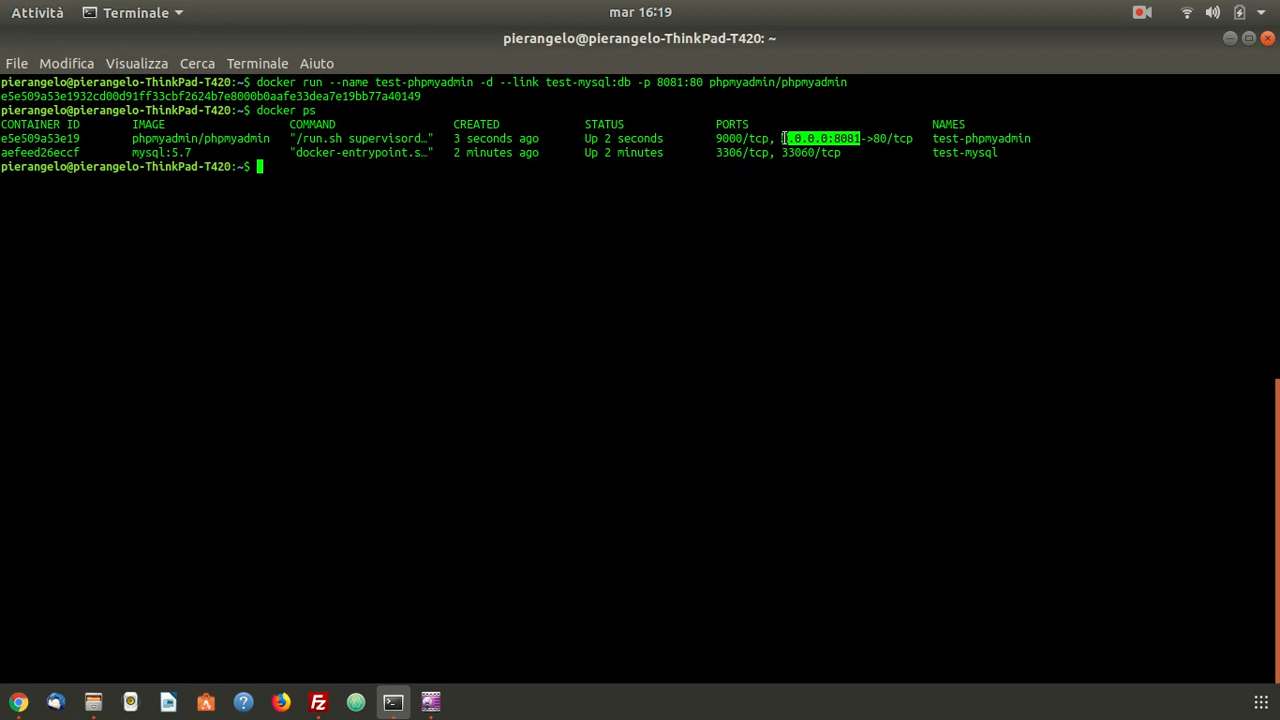 Attività Terminale mar 16:19
pierangelo@pierangelo-ThinkPad-T420: ~
File Modifica Visualizza Cerca Terminale Aiuto
pierangelo@pierangelo-ThinkPad-T420:~$ docker run --name test-phpmyadmin -d --link test-mysql:db -p 8081:80 phpmyadmin/phpmyadmin
e5e509a53e1932cd00d91ff33cbf2624b7e8000b0aafe33dea7e19bb77a40149
pierangelo@pierangelo-ThinkPad-T420:~$ docker ps
CONTAINER ID IMAGE COMMAND CREATED STATUS PORTS NAMES
e5e509a53e19 phpmyadmin/phpmyadmin "/run.sh supervisord…" 3 seconds ago Up 2 seconds 9000/tcp, 0.0.0.0:8081->80/tcp test-phpmyadmin
aefeed26eccf mysql:5.7 "docker-entrypoint.s…" 2 minutes ago Up 2 minutes 3306/tcp, 33060/tcp test-mysql
pierangelo@pierangelo-ThinkPad-T420:~$